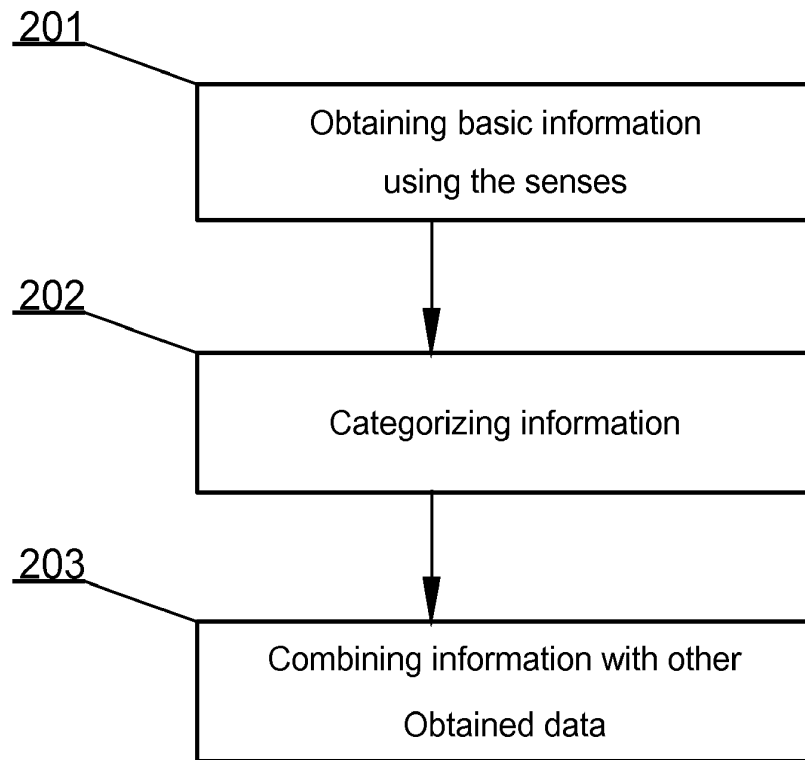 201
Obtaining basic information
using the senses
202
Categorizing information
203
Combining information with other
Obtained data